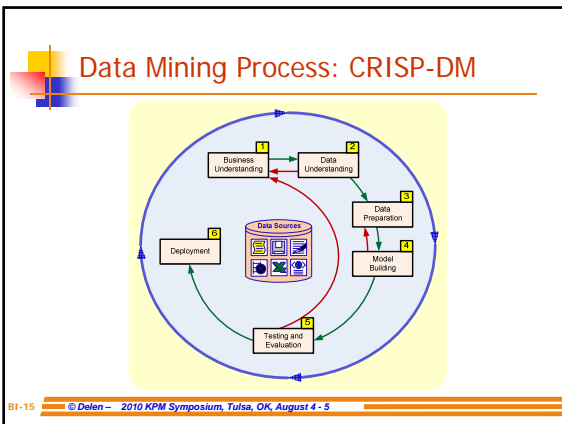 Data Mining Process: CRISP-DM
1
Business
Understanding
2
Data
Understanding
3
Data
Preparation
4
Model
Building
5
Testing and
Evaluation
6
Deployment
Data Sources
BI-15
© Delen – 2010 KPM Symposium, Tulsa, OK, August 4 - 5